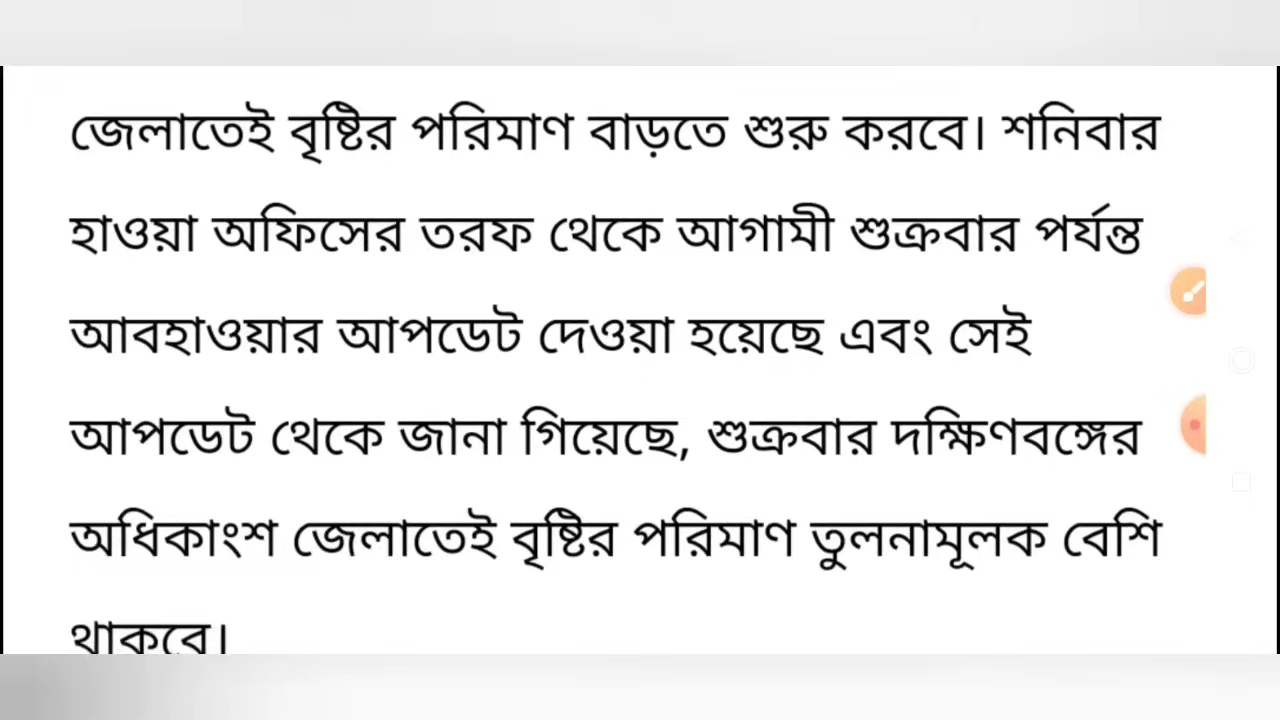 জেলাতেই বৃষ্টির পরিমাণ বাড়তে শুরু করবে। শনিবার
হাওয়া অফিসের তরফ থেকে আগামী শুক্রবার পর্যন্ত
আবহাওয়ার আপডেট দেওয়া হয়েছে এবং সেই
আপডেট থেকে জানা গিয়েছে, শুক্রবার দক্ষিণবঙ্গের
অধিকাংশ জেলাতেই বৃষ্টির পরিমাণ তুলনামূলক বেশি
থাকবে।